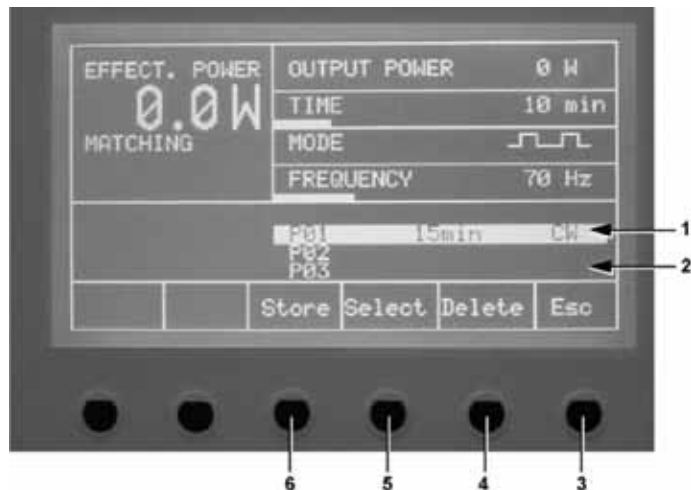 EFFECT. POWER
0.0W
MATCHING
OUTPUT POWER 0 W
TIME 10 min
MODE
FREQUENCY 70 Hz
P01 15min CW
P02
P03
Store Select Delete Esc
1
2
6 5 4 3